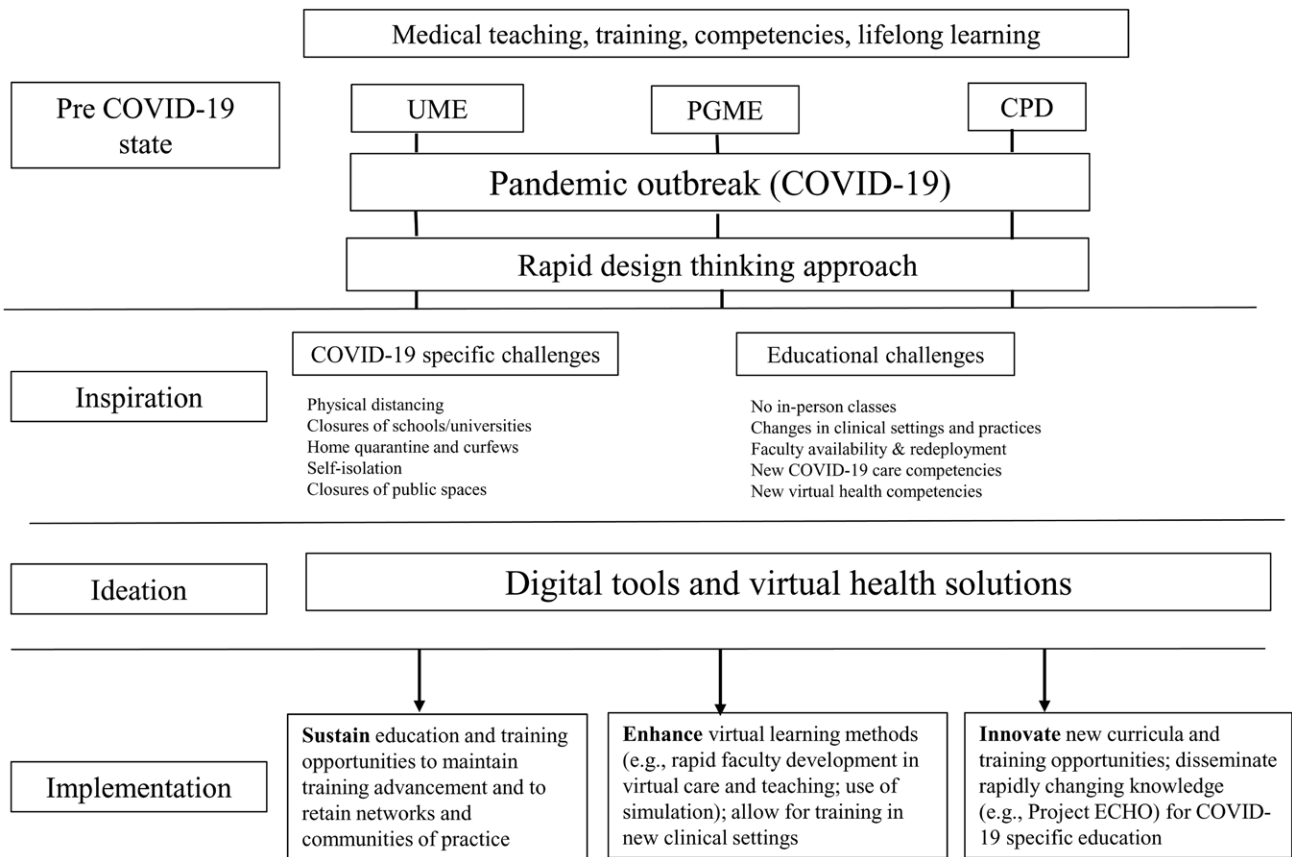 Medical teaching, training, competencies, lifelong learning
Pre COVID-19
state
UME
PGME
CPD
Pandemic outbreak (COVID-19)
Rapid design thinking approach
Inspiration
COVID-19 specific challenges
Physical distancing
Closures of schools/universities
Home quarantine and curfews
Self-isolation
Closures of public spaces
Educational challenges
No in-person classes
Changes in clinical settings and practices
Faculty availability & redeployment
New COVID-19 care competencies
New virtual health competencies
Ideation
Digital tools and virtual health solutions
Implementation
Sustain education and training
opportunities to maintain
training advancement and to
retain networks and
communities of practice
Enhance virtual learning methods
(e.g., rapid faculty development in
virtual care and teaching; use of
simulation); allow for training in
new clinical settings
Innovate new curricula and
training opportunities; disseminate
rapidly changing knowledge
(e.g., Project ECHO) for COVID-
19 specific education